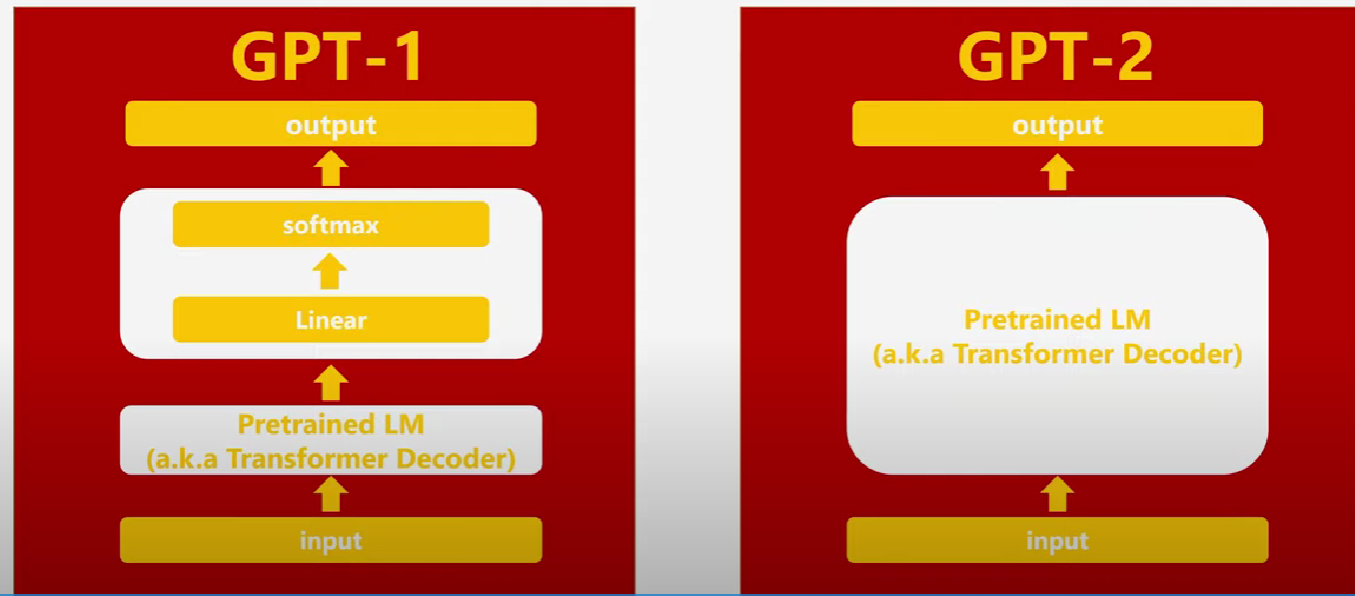 GPT-1
output
softmax
Linear
Pretrained LM
(a.k.a Transformer Decoder)
input
GPT-2
output
Pretrained LM
(a.k.a Transformer Decoder)
input